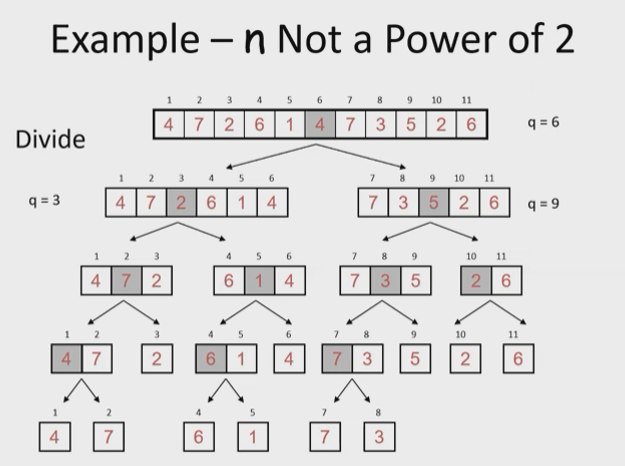 Example – n Not a Power of 2
1 2 3 4 5 6 7 8 9 10 11
4 7 2 6 1 4 7 3 5 2 6
q = 6
Divide
1 2 3 4 5 6
7 8 9 10 11
q = 3
4 7 2 6 1 4
7 3 5 2 6
q = 9
1 2 3
4 5 6
7 8 9
10 11
4 7 2
6 1 4
7 3 5
2 6
1 2
3
4 5
6
7 8
9
10
11
4 7
2
6 1
4
7 3
5
2
6
1
2
4
5
7
8
4
7
6
1
7
3